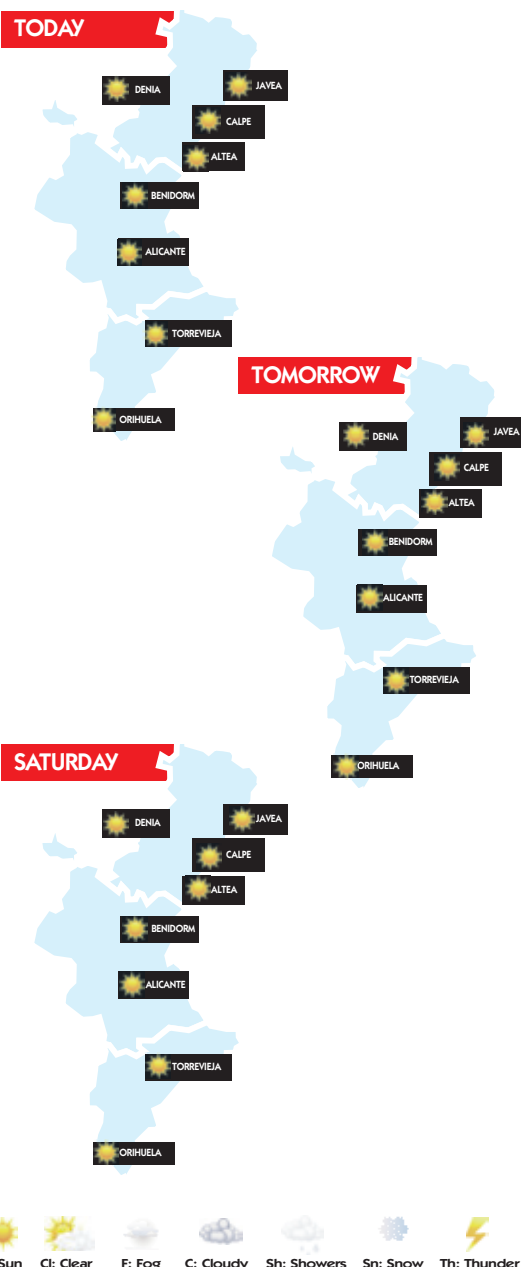 TODAY
DENIA
JAVEA
CALPE
ALTEA
BENIDORM
ALICANTE
TORREVIEJA
ORIHUELA
TOMORROW
DENIA
JAVEA
CALPE
ALTEA
BENIDORM
ALICANTE
TORREVIEJA
ORIHUELA
SATURDAY
DENIA
JAVEA
CALPE
ALTEA
BENIDORM
ALICANTE
TORREVIEJA
ORIHUELA
Sun Cl: Clear F: Fog C: Cloudy Sh: Showers Sn: Snow Th: Thunder